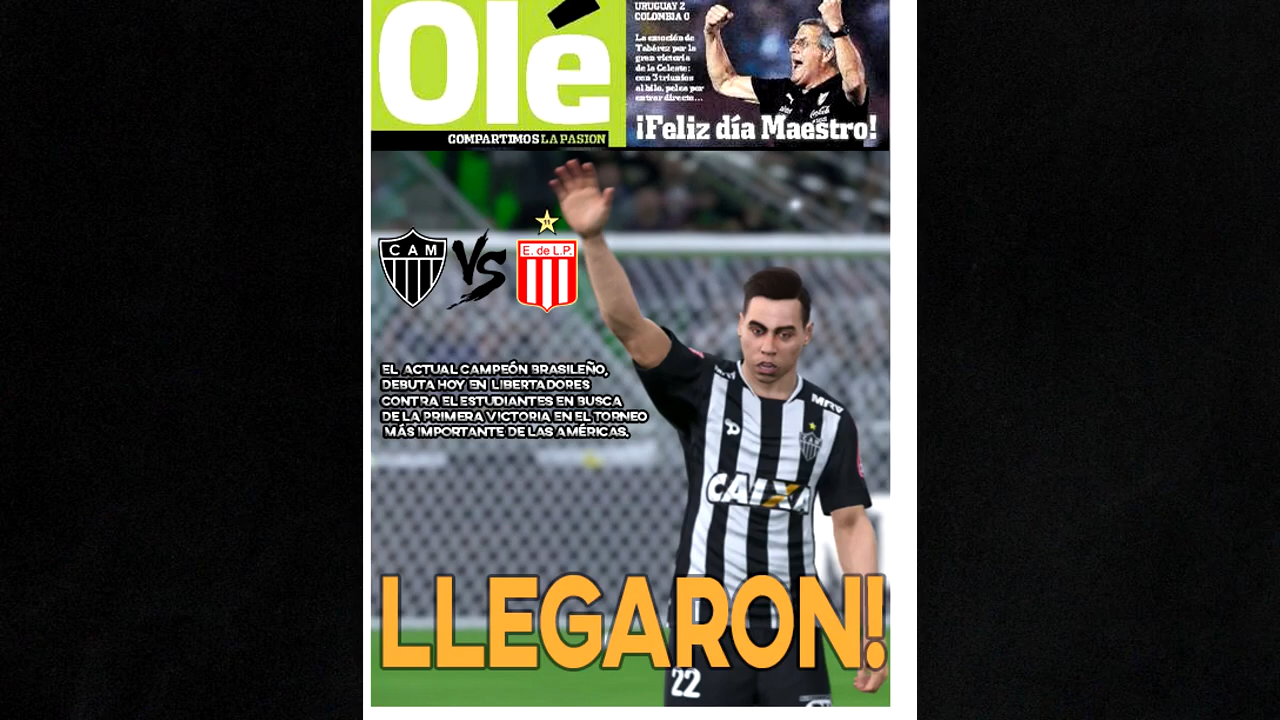 Olé
COMPARTIMOS LA PASION
URUGUAY 2
COLOMBIA 0
La emoción de
Tabárez por la
gran victoria
de la Celeste:
con 3 triunfos
al hilo, pelea por
entrar directo...
¡Feliz día Maestro!
CAM
VS
11
E. de L.P.
EL ACTUAL CAMPEÓN BRASILEÑO,
DEBUTA HOY EN LIBERTADORES
CONTRA EL ESTUDIANTES EN BUSCA
DE LA PRIMERA VICTORIA EN EL TORNEO
MÁS IMPORTANTE DE LAS AMÉRICAS.
MRV
CAM
CAIXA
LLEGARON!
22